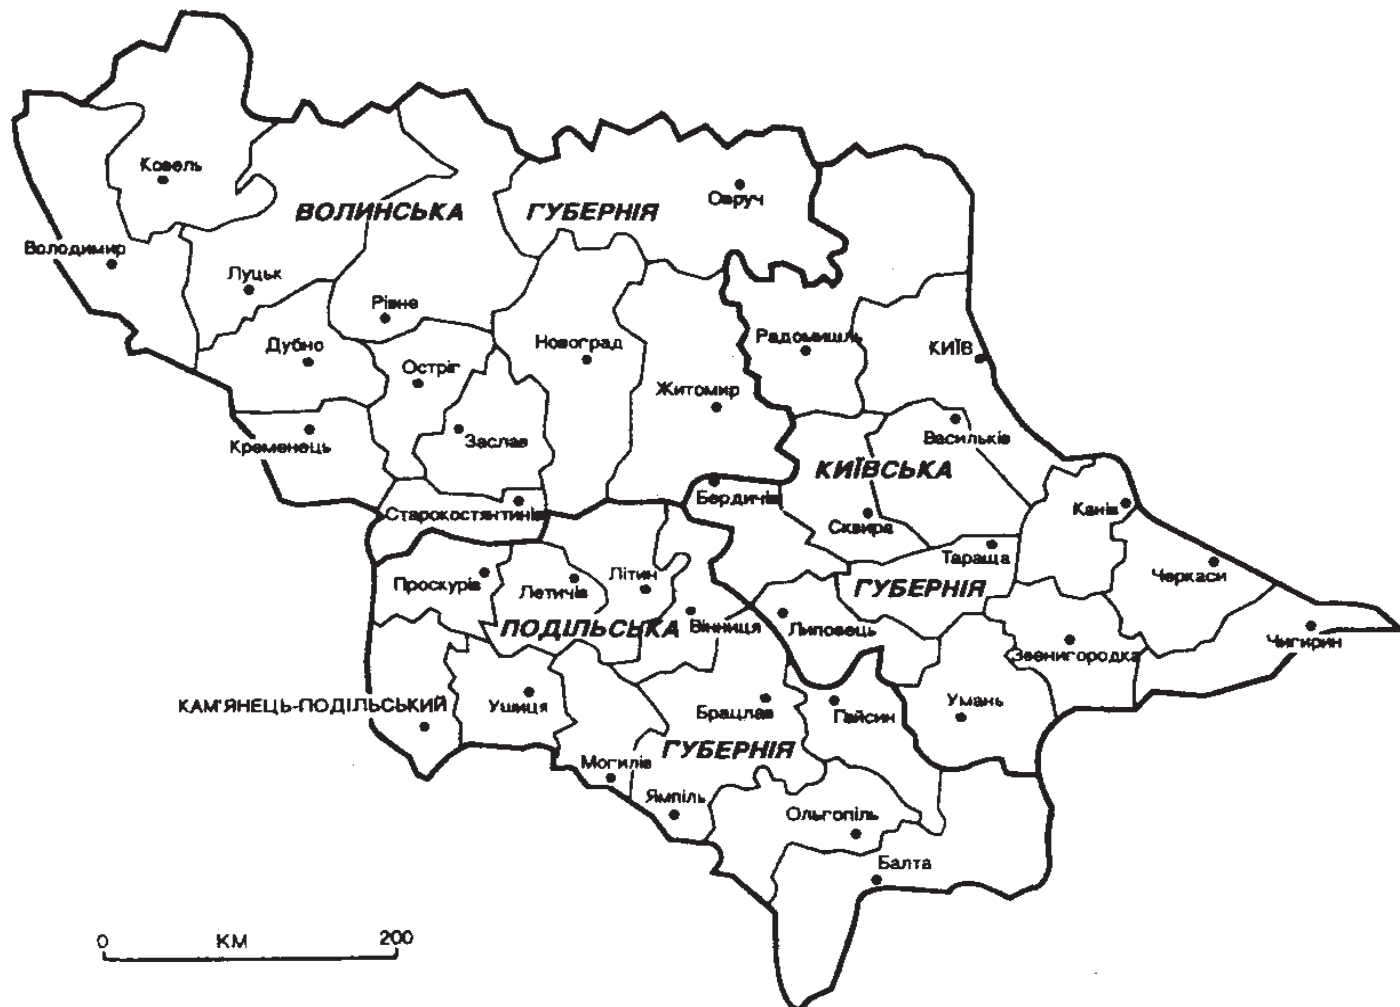 Ковель
ВОЛИНСЬКА ГУБЕРНІЯ
Овруч
Володимир
Луцьк
Рівне
Дубно
Остріг
Новоград
Радомишль
КИЇВ
Житомир
Кременець
Заслав
Васильків
КИЇВСЬКА
Старокостянтинів
Бердичів
Сквира
Канів
Тараща
Черкаси
Проскурів
Летичів
Літин
ГУБЕРНІЯ
ПОДІЛЬСЬКА
Вінниця
Липовець
Чигирин
Звенигородка
КАМ'ЯНЕЦЬ-ПОДІЛЬСЬКИЙ
Ушиця
Брацлав
Гайсин
Умань
ГУБЕРНІЯ
Могилів
Ямпіль
Ольгопіль
Балта
0 КМ 200